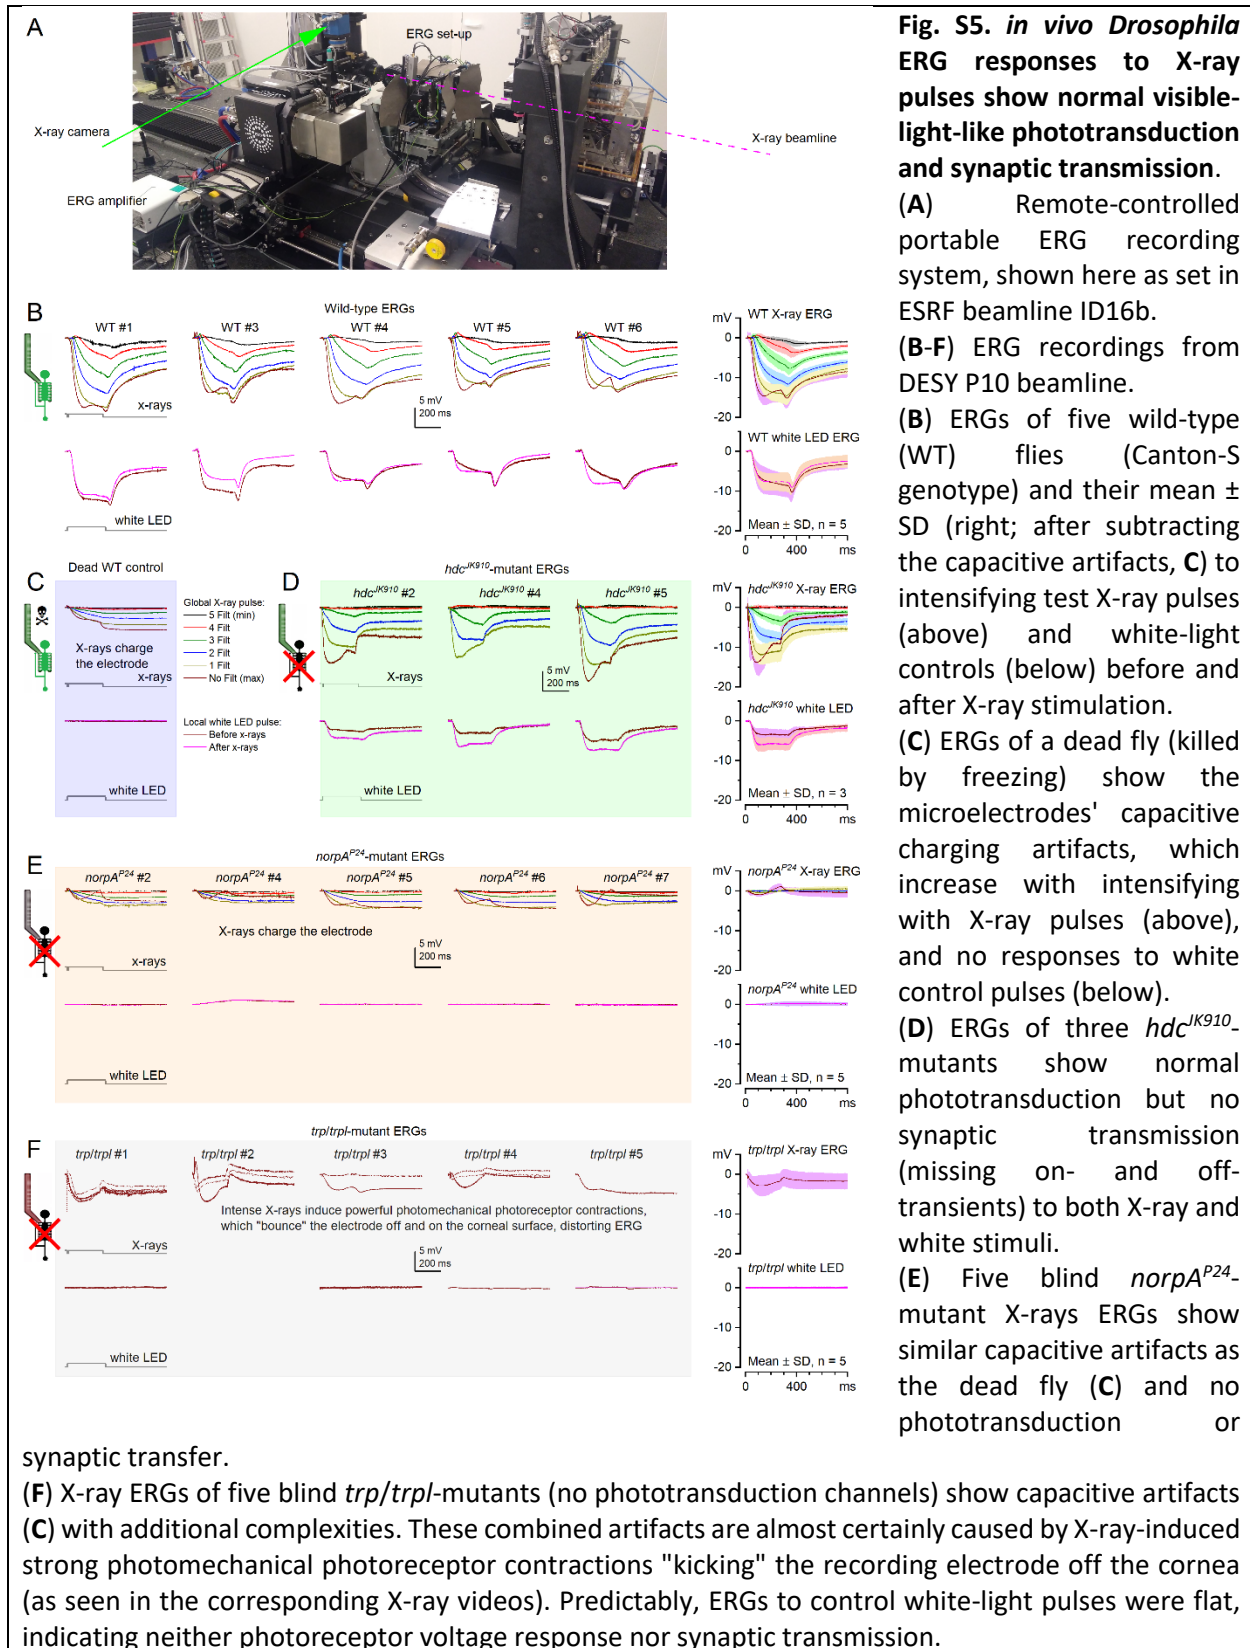 A
ERG set-up
X-ray camera
X-ray beamline
ERG amplifier
B
Wild-type ERGs
WT #1
WT #3
WT #4
WT #5
WT #6
x-rays
5 mV
200 ms
white LED
mV
WT X-ray ERG
0
-10
-20
WT white LED ERG
0
-10
-20
Mean ± SD, n = 5
0
400
ms
C
Dead WT control
X-rays charge
the electrode
x-rays
white LED
Global X-ray pulse:
5 Filt (min)
4 Filt
3 Filt
2 Filt
1 Filt
No Filt (max)
Local white LED pulse:
Before x-rays
After x-rays
D
hdcJK910-mutant ERGs
hdcJK910 #2
hdcJK910 #4
hdcJK910 #5
X-rays
5 mV
200 ms
white LED
mV
hdcJK910 X-ray ERG
0
-10
-20
hdcJK910 white LED
0
-10
-20
Mean ± SD, n = 3
0
400
ms
E
norpAP24-mutant ERGs
norpAP24 #2
norpAP24 #4
norpAP24 #5
norpAP24 #6
norpAP24 #7
X-rays charge the electrode
x-rays
5 mV
200 ms
white LED
mV
norpAP24 X-ray ERG
0
-10
-20
norpAP24 white LED
0
-10
-20
Mean ± SD, n = 5
0
400
ms
F
trp/trpl-mutant ERGs
trp/trpl #1
trp/trpl #2
trp/trpl #3
trp/trpl #4
trp/trpl #5
Intense X-rays induce powerful photomechanical photoreceptor contractions,
which "bounce" the electrode off and on the corneal surface, distorting ERG
X-rays
5 mV
200 ms
white LED
mV
trp/trpl X-ray ERG
0
-10
-20
trp/trpl white LED
0
-10
-20
Mean ± SD, n = 5
0
400
ms
Fig. S5. in vivo Drosophila
ERG responses to X-ray
pulses show normal visible-
light-like phototransduction
and synaptic transmission.
(A) Remote-controlled
portable ERG recording
system, shown here as set in
ESRF beamline ID16b.
(B-F) ERG recordings from
DESY P10 beamline.
(B) ERGs of five wild-type
(WT) flies (Canton-S
genotype) and their mean ±
SD (right; after subtracting
the capacitive artifacts, C) to
intensifying test X-ray pulses
(above) and white-light
controls (below) before and
after X-ray stimulation.
(C) ERGs of a dead fly (killed
by freezing) show the
microelectrodes' capacitive
charging artifacts, which
increase with intensifying
with X-ray pulses (above),
and no responses to white
control pulses (below).
(D) ERGs of three hdcJK910-
mutants show normal
phototransduction but no
synaptic transmission
(missing on- and off-
transients) to both X-ray and
white stimuli.
(E) Five blind norpAP24-
mutant X-rays ERGs show
similar capacitive artifacts as
the dead fly (C) and no
phototransduction or
synaptic transfer.
(F) X-ray ERGs of five blind trp/trpl-mutants (no phototransduction channels) show capacitive artifacts
(C) with additional complexities. These combined artifacts are almost certainly caused by X-ray-induced
strong photomechanical photoreceptor contractions "kicking" the recording electrode off the cornea
(as seen in the corresponding X-ray videos). Predictably, ERGs to control white-light pulses were flat,
indicating neither photoreceptor voltage response nor synaptic transmission.